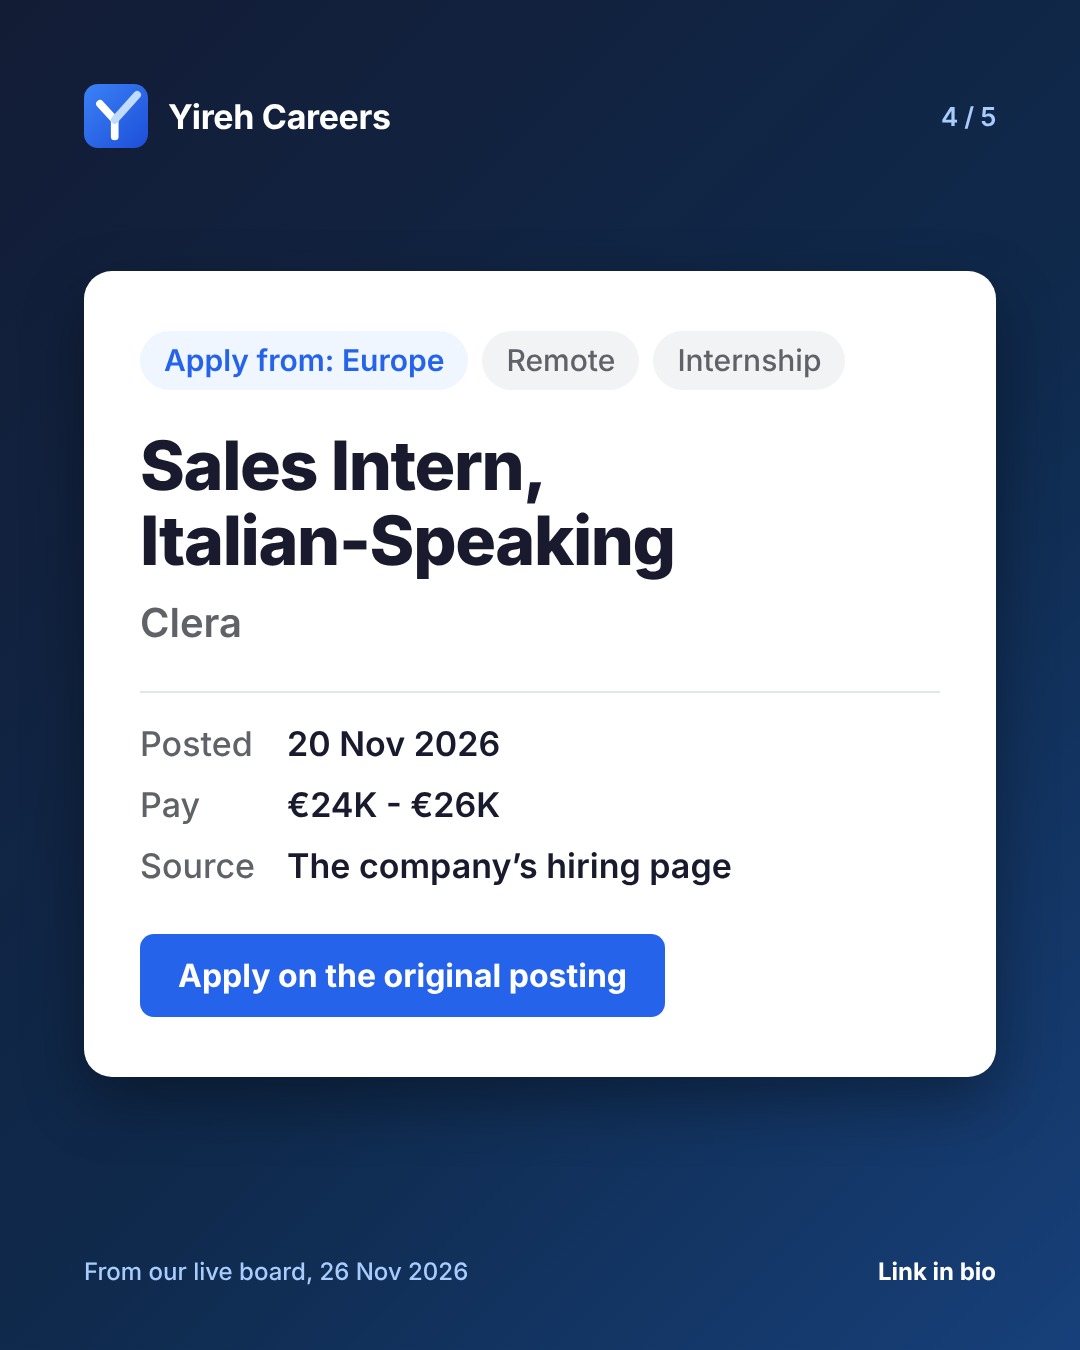 Yireh Careers
4 / 5
Apply from: Europe
Remote
Internship
Sales Intern,
Italian-Speaking
Clera
Posted 20 Nov 2026
Pay €24K - €26K
Source The company’s hiring page
Apply on the original posting
From our live board, 26 Nov 2026
Link in bio